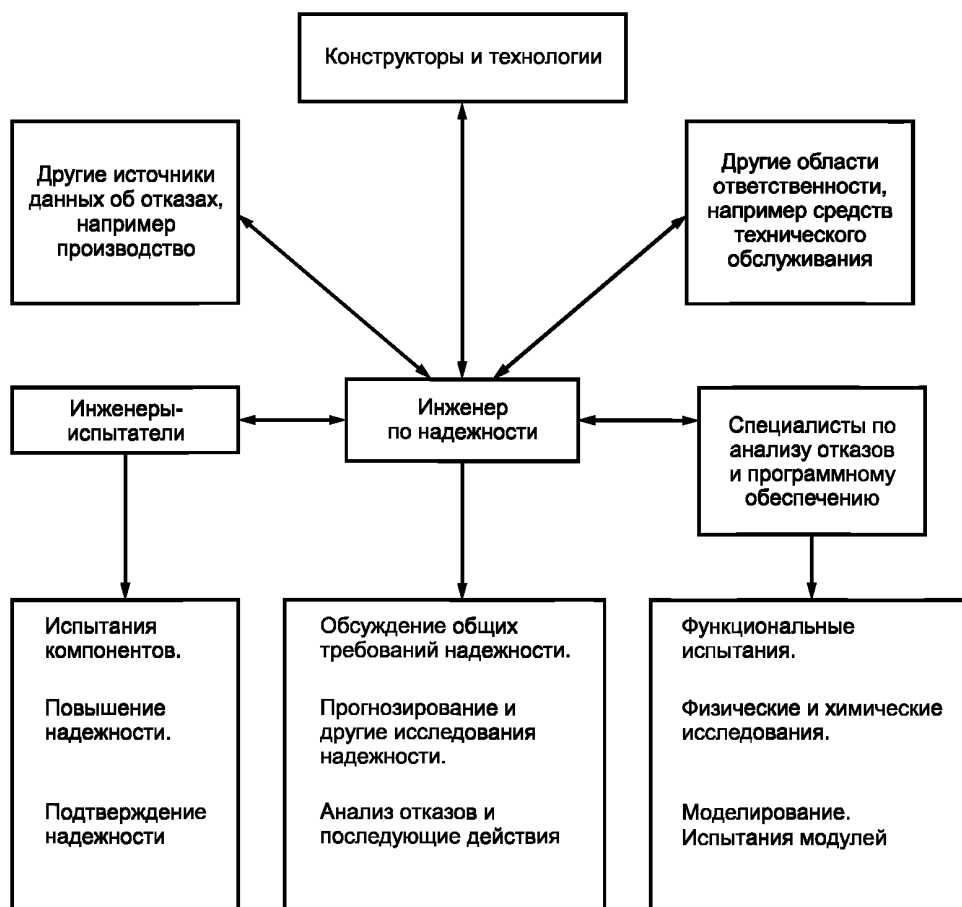 Конструкторы и технологии
Другие источники
данных об отказах,
например
производство
Другие области
ответственности,
например средств
технического
обслуживания
Инженеры-
испытатели
Инженер
по надежности
Специалисты по
анализу отказов
и программному
обеспечению
Испытания
компонентов.
Повышение
надежности.
Подтверждение
надежности
Обсуждение общих
требований надежности.
Прогнозирование и
другие исследования
надежности.
Анализ отказов и
последующие действия
Функциональные
испытания.
Физические и химические
исследования.
Моделирование.
Испытания модулей